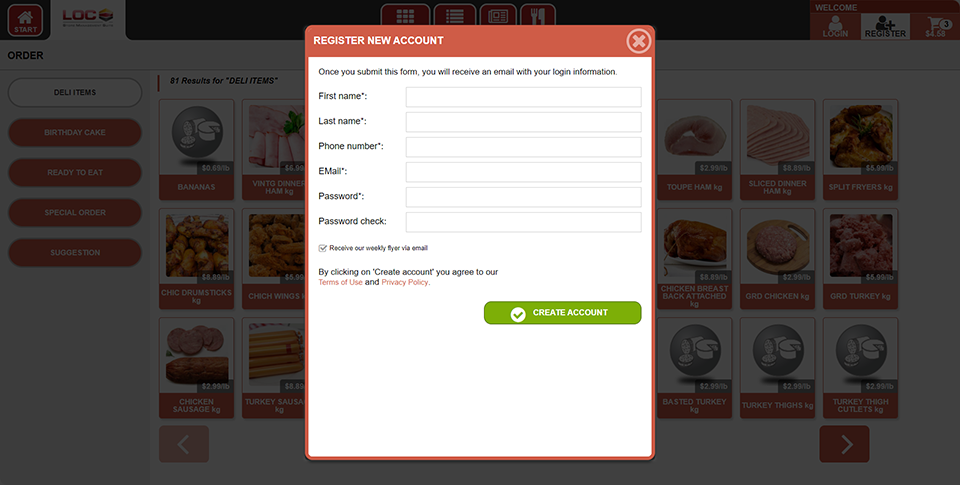 START
LOC
WELCOME
LOGIN
REGISTER
3
$4.58
ORDER
DELI ITEMS
BIRTHDAY CAKE
READY TO EAT
SPECIAL ORDER
SUGGESTION
81 Results for "DELI ITEMS"
$0.69/lb
BANANAS
$6.99
VINTG DINNER
HAM kg
$2.99/lb
TOUPE HAM kg
$8.89/lb
SLICED DINNER
HAM kg
$5.99/lb
SPLIT FRYERS kg
$8.89/lb
CHIC DRUMSTICKS
kg
$5.99
CHICH WINGS k
$8.89/lb
CHICKEN BREAST
BACK ATTACHED
kg
$2.99/lb
GRD CHICKEN kg
$5.99/lb
GRD TURKEY kg
$2.99/lb
CHICKEN
SAUSAGE kg
$8.89
TURKEY SAUSA
kg
$2.99/lb
BASTED TURKEY
kg
$2.99/lb
TURKEY THIGHS kg
$2.99/lb
TURKEY THIGH
CUTLETS kg
REGISTER NEW ACCOUNT
Once you submit this form, you will receive an email with your login information.
First name*:
Last name*:
Phone number*:
EMail*:
Password*:
Password check:
Receive our weekly flyer via email
By clicking on 'Create account' you agree to our
Terms of Use and Privacy Policy.
CREATE ACCOUNT